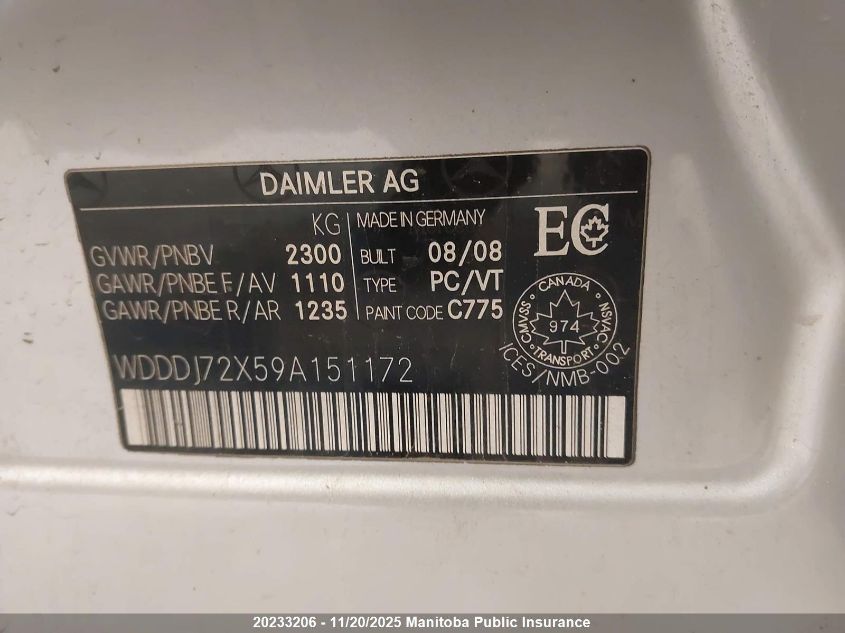 DAIMLER AG
KG
GVWR/PNBV 2300
GAWR/PNBE F/AV 1110
GAWR/PNBE R/AR 1235
MADE IN GERMANY
BUILT 08/08
TYPE PC/VT
PAINT CODE C775
EC
CANADA
CMVSS 974 NSVAC
TRANSPORT
ICES/NMB-002
WDDDJ72X59A151172
20233206 - 11/20/2025 Manitoba Public Insurance